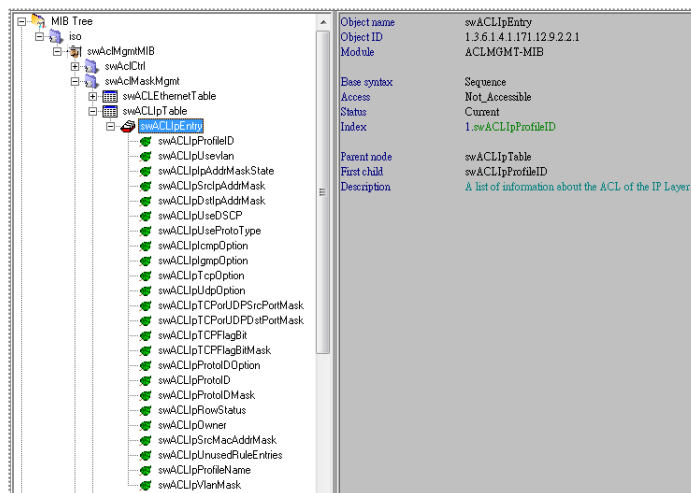 MIB Tree
iso
swAclMgmtMIB
swAclCtrl
swAclMaskMgmt
swACLEthernetTable
swACLIpTable
swACLIpEntry
swACLIpProfileID
swACLIpUsevlan
swACLIpIpAddrMaskState
swACLIpSrcIpAddrMask
swACLIpDstIpAddrMask
swACLIpUseDSCP
swACLIpUseProtoType
swACLIpIcmpOption
swACLIpIgmpOption
swACLIpTcpOption
swACLIpUdpOption
swACLIpTCPorUDPSrcPortMask
swACLIpTCPorUDPDstPortMask
swACLIpTCPFlagBit
swACLIpTCPFlagBitMask
swACLIpProtoIDOption
swACLIpProtoID
swACLIpProtoIDMask
swACLIpRowStatus
swACLIpOwner
swACLIpSrcMacAddrMask
swACLIpUnusedRuleEntries
swACLIpProfileName
swACLIpVlanMask
Object name swACLIpEntry
Object ID 1.3.6.1.4.1.171.12.9.2.2.1
Module ACLMGMT-MIB
Base syntax Sequence
Access Not_Accessible
Status Current
Index 1.swACLIpProfileID
Parent node swACLIpTable
First child swACLIpProfileID
Description A list of information about the ACL of the IP Layer